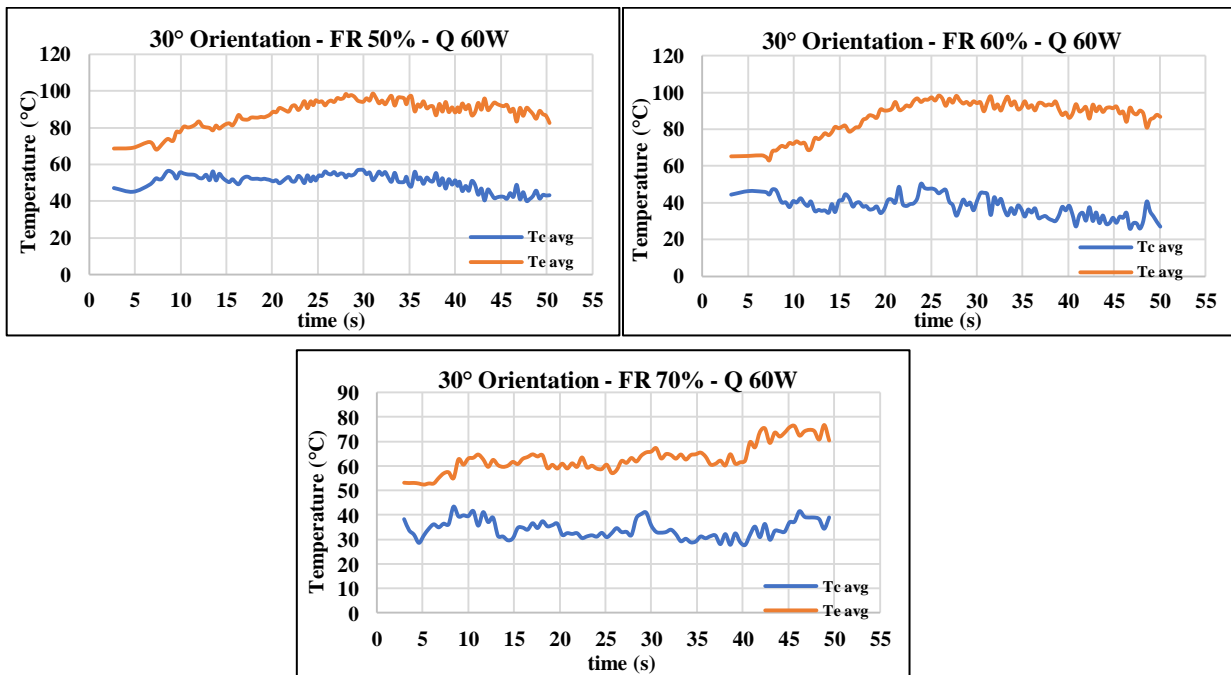 30° Orientation - FR 50% - Q 60W
120
100
80
60
40
20
0
Temperature (°C)
Tc avg
Te avg
0 5 10 15 20 25 30 35 40 45 50 55
time (s)
30° Orientation - FR 60% - Q 60W
120
100
80
60
40
20
0
Temperature (°C)
Tc avg
Te avg
0 5 10 15 20 25 30 35 40 45 50 55
time (s)
30° Orientation - FR 70% - Q 60W
90
80
70
60
50
40
30
20
10
0
Temperature (°C)
Tc avg
Te avg
0 5 10 15 20 25 30 35 40 45 50 55
time (s)